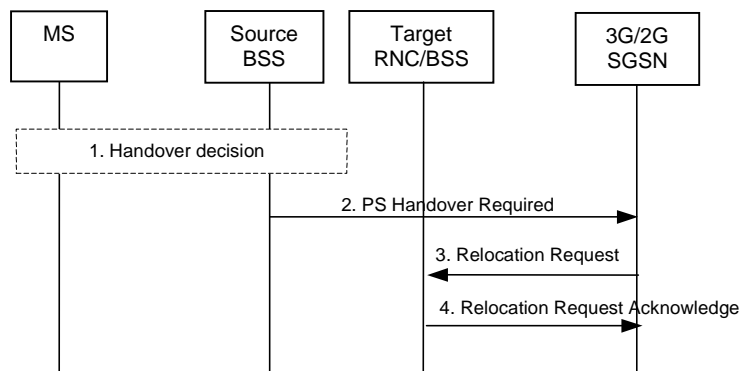 MS
Source
BSS
Target
RNC/BSS
3G/2G
SGSN
1. Handover decision
2. PS Handover Required
3. Relocation Request
4. Relocation Request Acknowledge